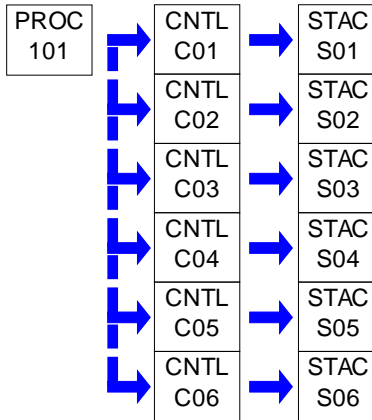 PROC
101
CNTL
C01
STAC
S01
CNTL
C02
STAC
S02
CNTL
C03
STAC
S03
CNTL
C04
STAC
S04
CNTL
C05
STAC
S05
CNTL
C06
STAC
S06